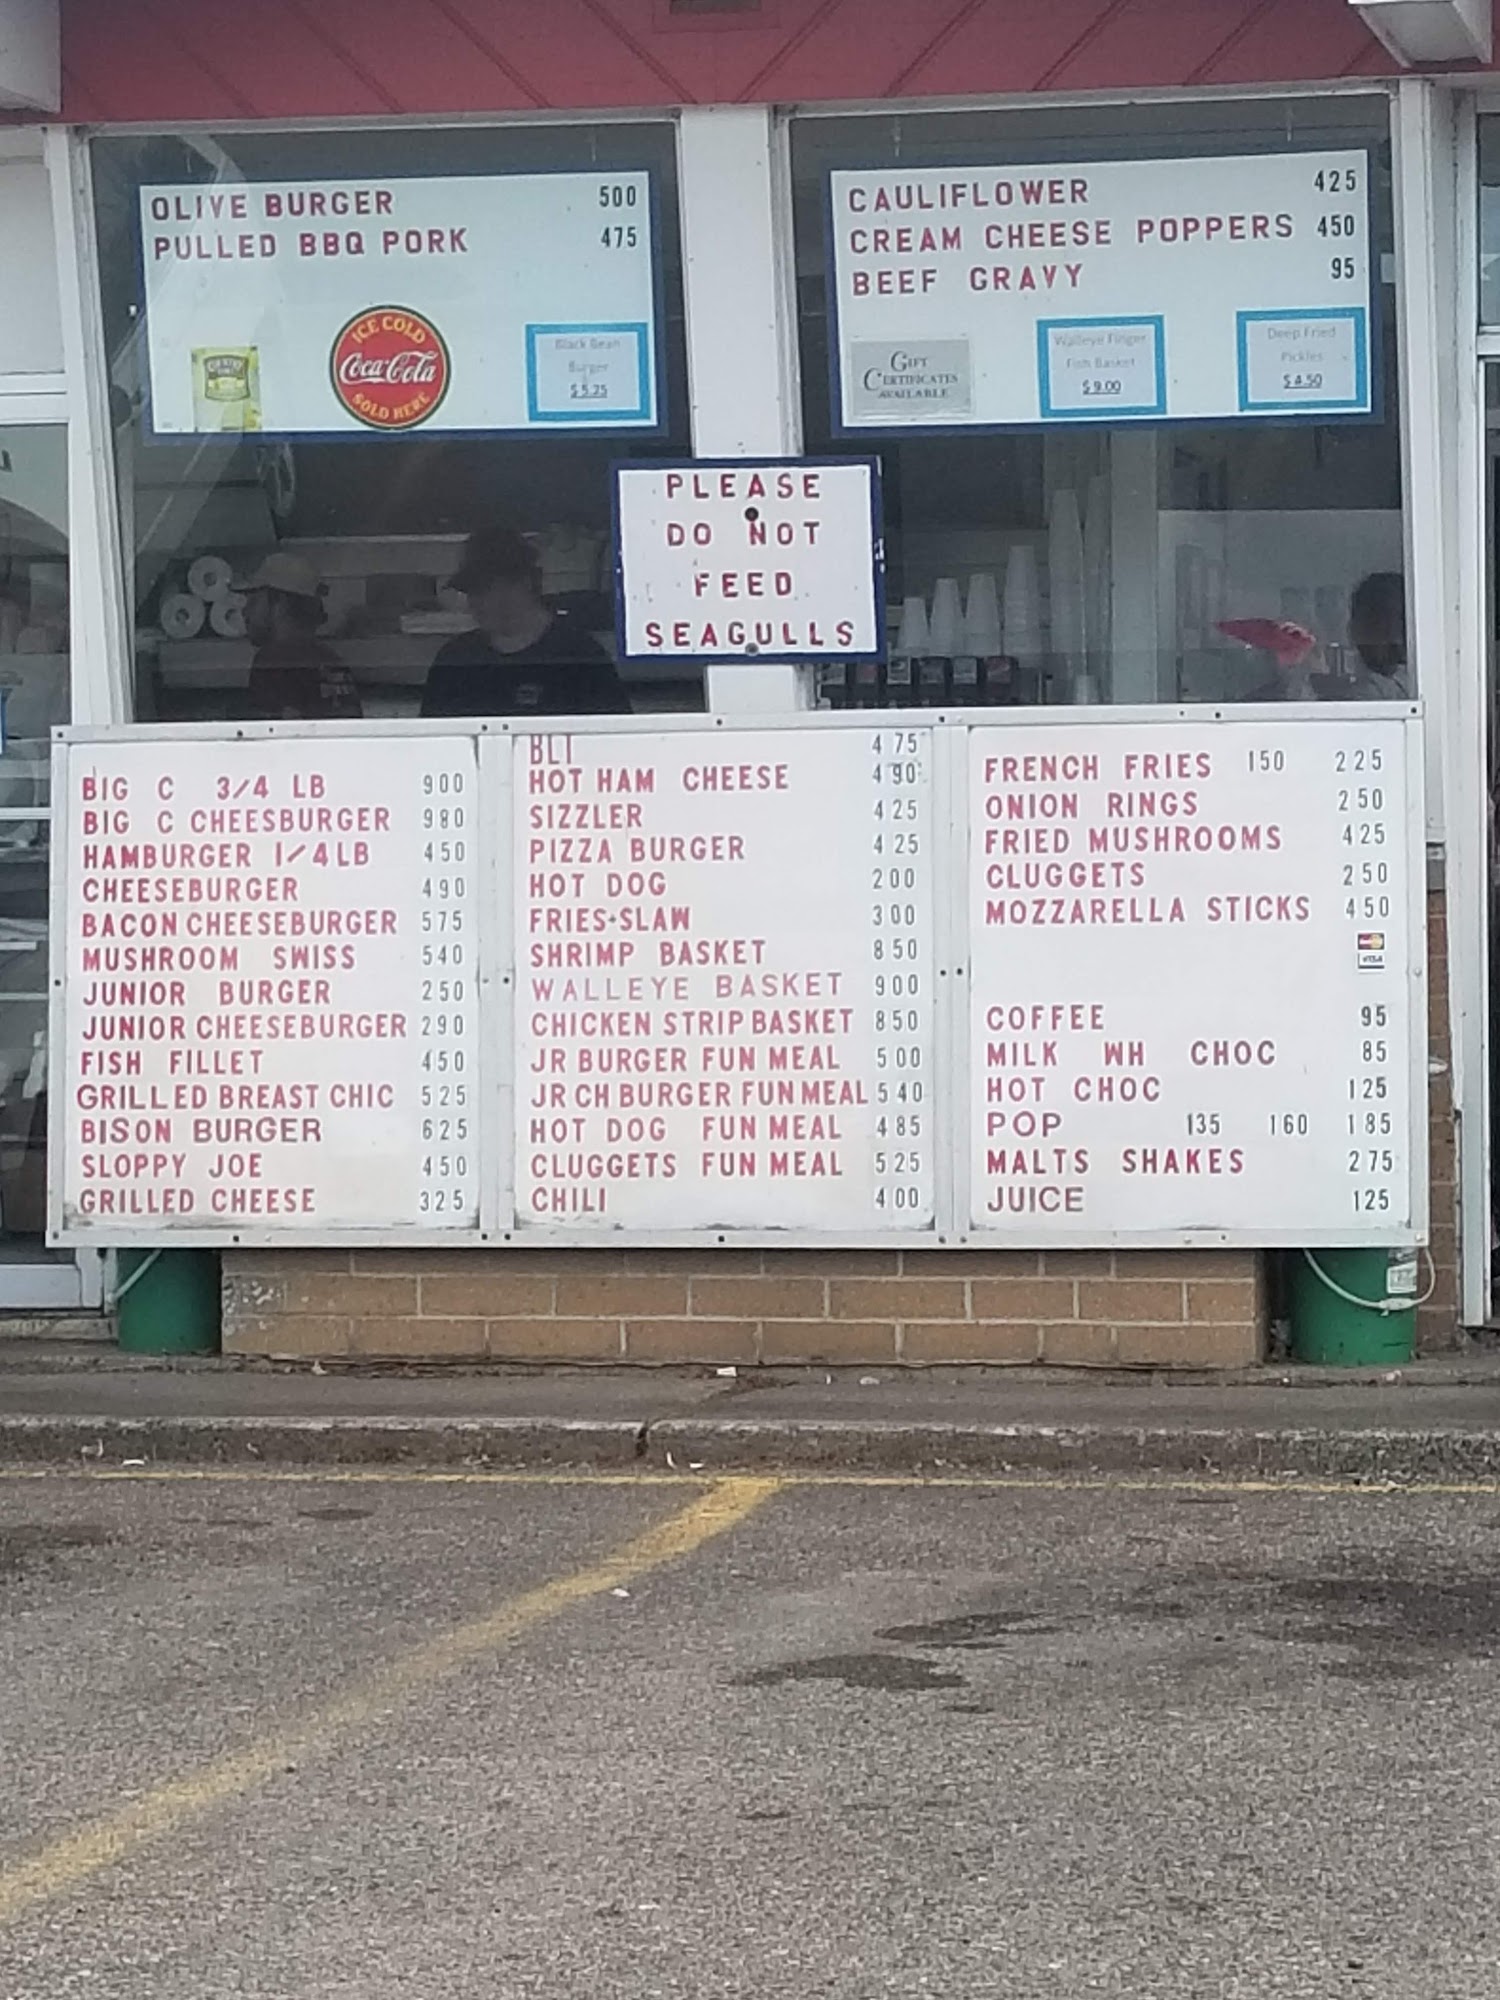 OLIVE BURGER 500
PULLED BBQ PORK 475
ICE COLD
Coca-Cola
SOLD HERE
Black Bean
Burger
$5.25
CAULIFLOWER 425
CREAM CHEESE POPPERS 450
BEEF GRAVY 95
GIFT
CERTIFICATES
AVAILABLE
Walleye Finger
Fish Basket
$9.00
Deep Fried
Pickles
$4.50
PLEASE
DO NOT
FEED
SEAGULLS
BIG C 3/4 LB 900
BIG C CHEESBURGER 980
HAMBURGER 1/4LB 450
CHEESEBURGER 490
BACON CHEESEBURGER 575
MUSHROOM SWISS 540
JUNIOR BURGER 250
JUNIOR CHEESEBURGER 290
FISH FILLET 450
GRILLED BREAST CHIC 525
BISON BURGER 625
SLOPPY JOE 450
GRILLED CHEESE 325
BLT 475
HOT HAM CHEESE 490
SIZZLER 425
PIZZA BURGER 425
HOT DOG 200
FRIES+SLAW 300
SHRIMP BASKET 850
WALLEYE BASKET 900
CHICKEN STRIP BASKET 850
JR BURGER FUN MEAL 500
JR CH BURGER FUN MEAL 540
HOT DOG FUN MEAL 485
CLUGGETS FUN MEAL 525
CHILI 400
FRENCH FRIES 150 225
ONION RINGS 250
FRIED MUSHROOMS 425
CLUGGETS 250
MOZZARELLA STICKS 450
VISA
COFFEE 95
MILK WH CHOC 85
HOT CHOC 125
POP 135 160 185
MALTS SHAKES 275
JUICE 125